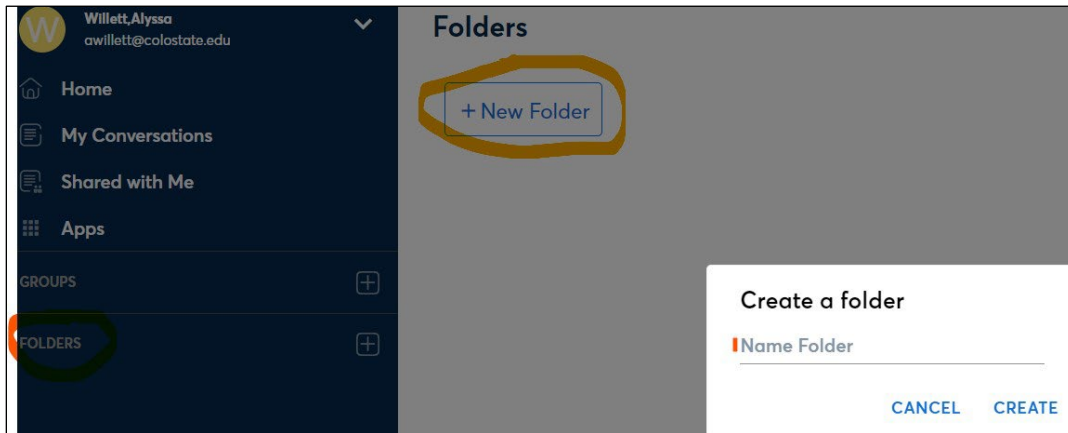 W
Willett,Alyssa
awillett@colostate.edu
Home
My Conversations
Shared with Me
Apps
GROUPS
FOLDERS
Folders
+ New Folder
Create a folder
Name Folder
CANCEL CREATE